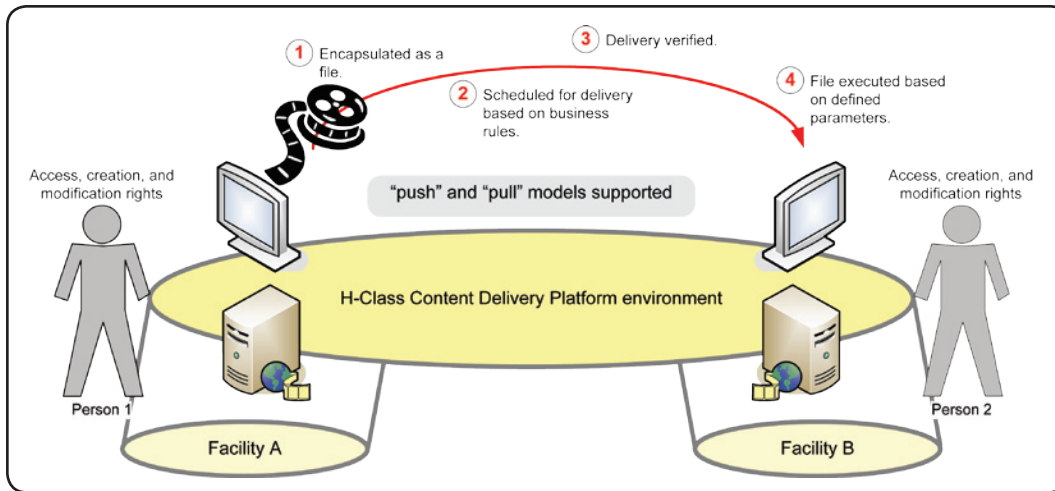 1 Encapsulated as a
file.
2 Scheduled for delivery
based on business
rules.
3 Delivery verified.
4 File executed based
on defined
parameters.
Access, creation, and
modification rights
"push" and "pull" models supported
Access, creation, and
modification rights
H-Class Content Delivery Platform environment
Person 1
Person 2
Facility A
Facility B